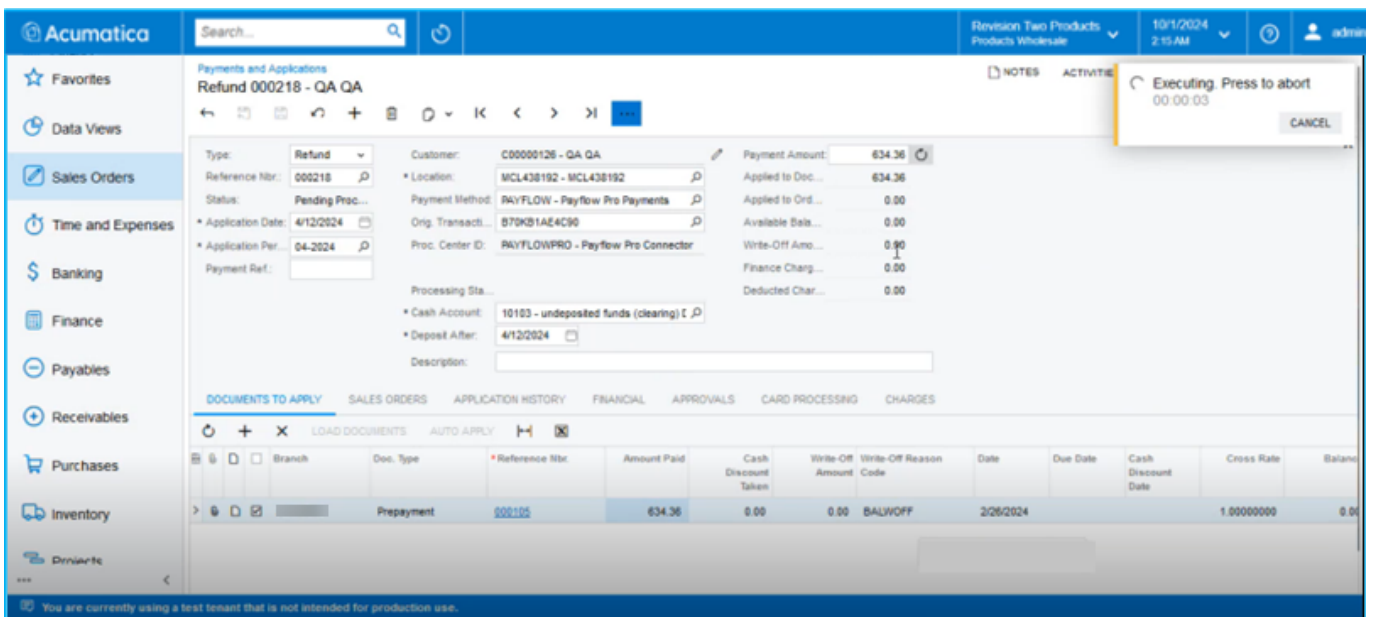 Acumatica
Search...
Revision Two Products
Products Wholesale
10/1/2024
2:15 AM
admin
Favorites
Data Views
Sales Orders
Time and Expenses
Banking
Finance
Payables
Receivables
Purchases
Inventory
Projects
Payments and Applications
Refund 000218 - QA QA
NOTES
ACTIVITIE
Executing. Press to abort
00:00:03
CANCEL
Type: Refund
Reference Nbr.: 000218
Status: Pending Proc...
* Application Date: 4/12/2024
* Application Per... 04-2024
Payment Ref.:
Customer: C00000126 - QA QA
* Location: MCL438192 - MCL438192
Payment Method: PAYFLOW - Payflow Pro Payments
Orig. Transacti... B70KB1AE4C90
Proc. Center ID: PAYFLOWPRO - Payflow Pro Connector
Processing Sta...
* Cash Account: 10103 - undeposited funds (clearing)
* Deposit After: 4/12/2024
Description:
Payment Amount: 634.36
Applied to Doc... 634.36
Applied to Ord... 0.00
Available Bala... 0.00
Write-Off Amo... 0.00
Finance Charg... 0.00
Deducted Char... 0.00
DOCUMENTS TO APPLY SALES ORDERS APPLICATION HISTORY FINANCIAL APPROVALS CARD PROCESSING CHARGES
LOAD DOCUMENTS AUTO APPLY
Branch
Doc. Type
* Reference Nbr.
Amount Paid
Cash
Discount
Taken
Write-Off
Amount
Write-Off Reason
Code
Date
Due Date
Cash
Discount
Date
Cross Rate
Balanc
Prepayment 000105 634.36 0.00 0.00 BALWOFF 2/26/2024 1.00000000 0.00
You are currently using a test tenant that is not intended for production use.